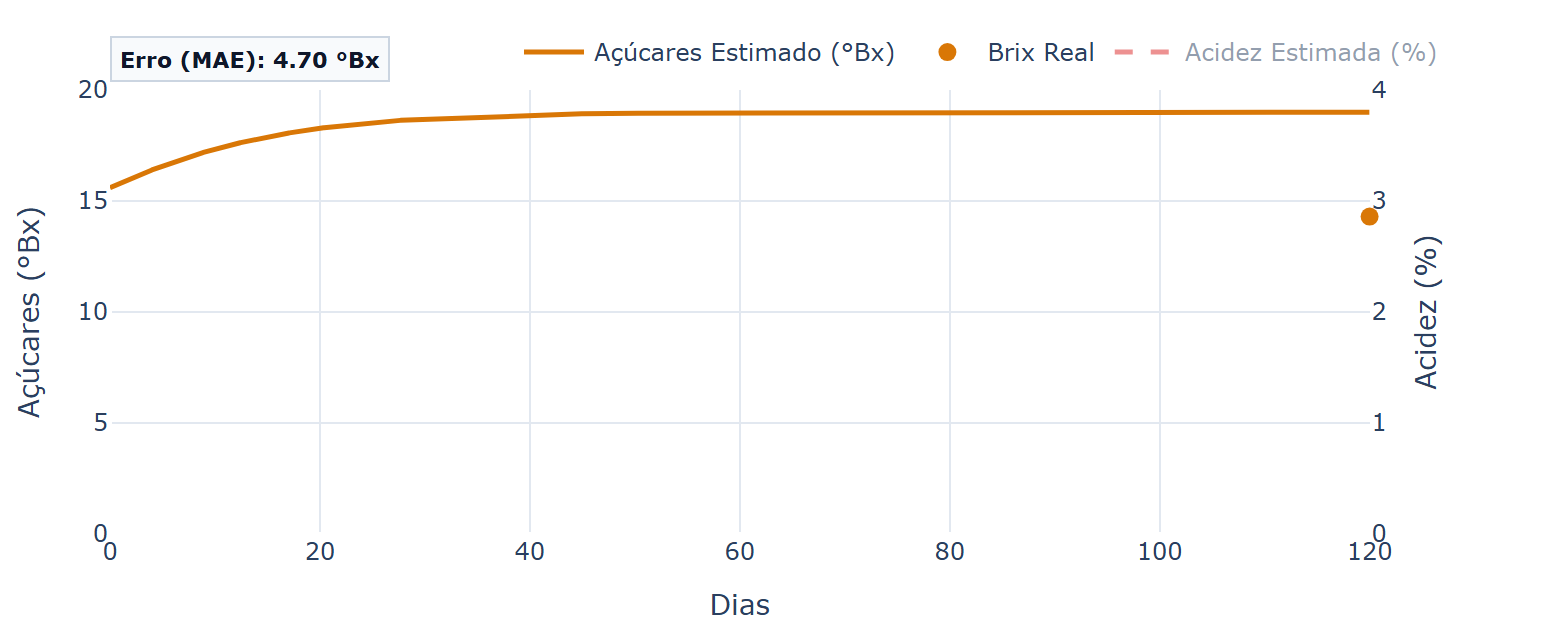 Erro (MAE): 4.70 °Bx
Açúcares Estimado (°Bx)
Brix Real
Acidez Estimada (%)
20
15
10
5
0
Açúcares (°Bx)
4
3
2
1
0
Acidez (%)
0 20 40 60 80 100 120
Dias